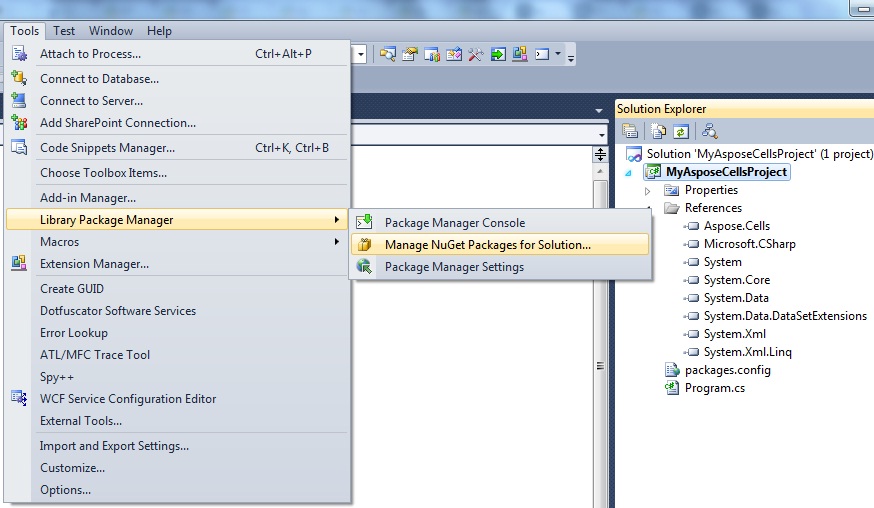 Tools Test Window Help
Attach to Process... Ctrl+Alt+P
Connect to Database...
Connect to Server...
Add SharePoint Connection...
Code Snippets Manager... Ctrl+K, Ctrl+B
Choose Toolbox Items...
Add-in Manager...
Library Package Manager
Macros
Extension Manager...
Create GUID
Dotfuscator Software Services
Error Lookup
ATL/MFC Trace Tool
Spy++
WCF Service Configuration Editor
External Tools...
Import and Export Settings...
Customize...
Options...
Package Manager Console
Manage NuGet Packages for Solution...
Package Manager Settings
Solution Explorer
Solution 'MyAsposeCellsProject' (1 project)
MyAsposeCellsProject
Properties
References
Aspose.Cells
Microsoft.CSharp
System
System.Core
System.Data
System.Data.DataSetExtensions
System.Xml
System.Xml.Linq
packages.config
Program.cs